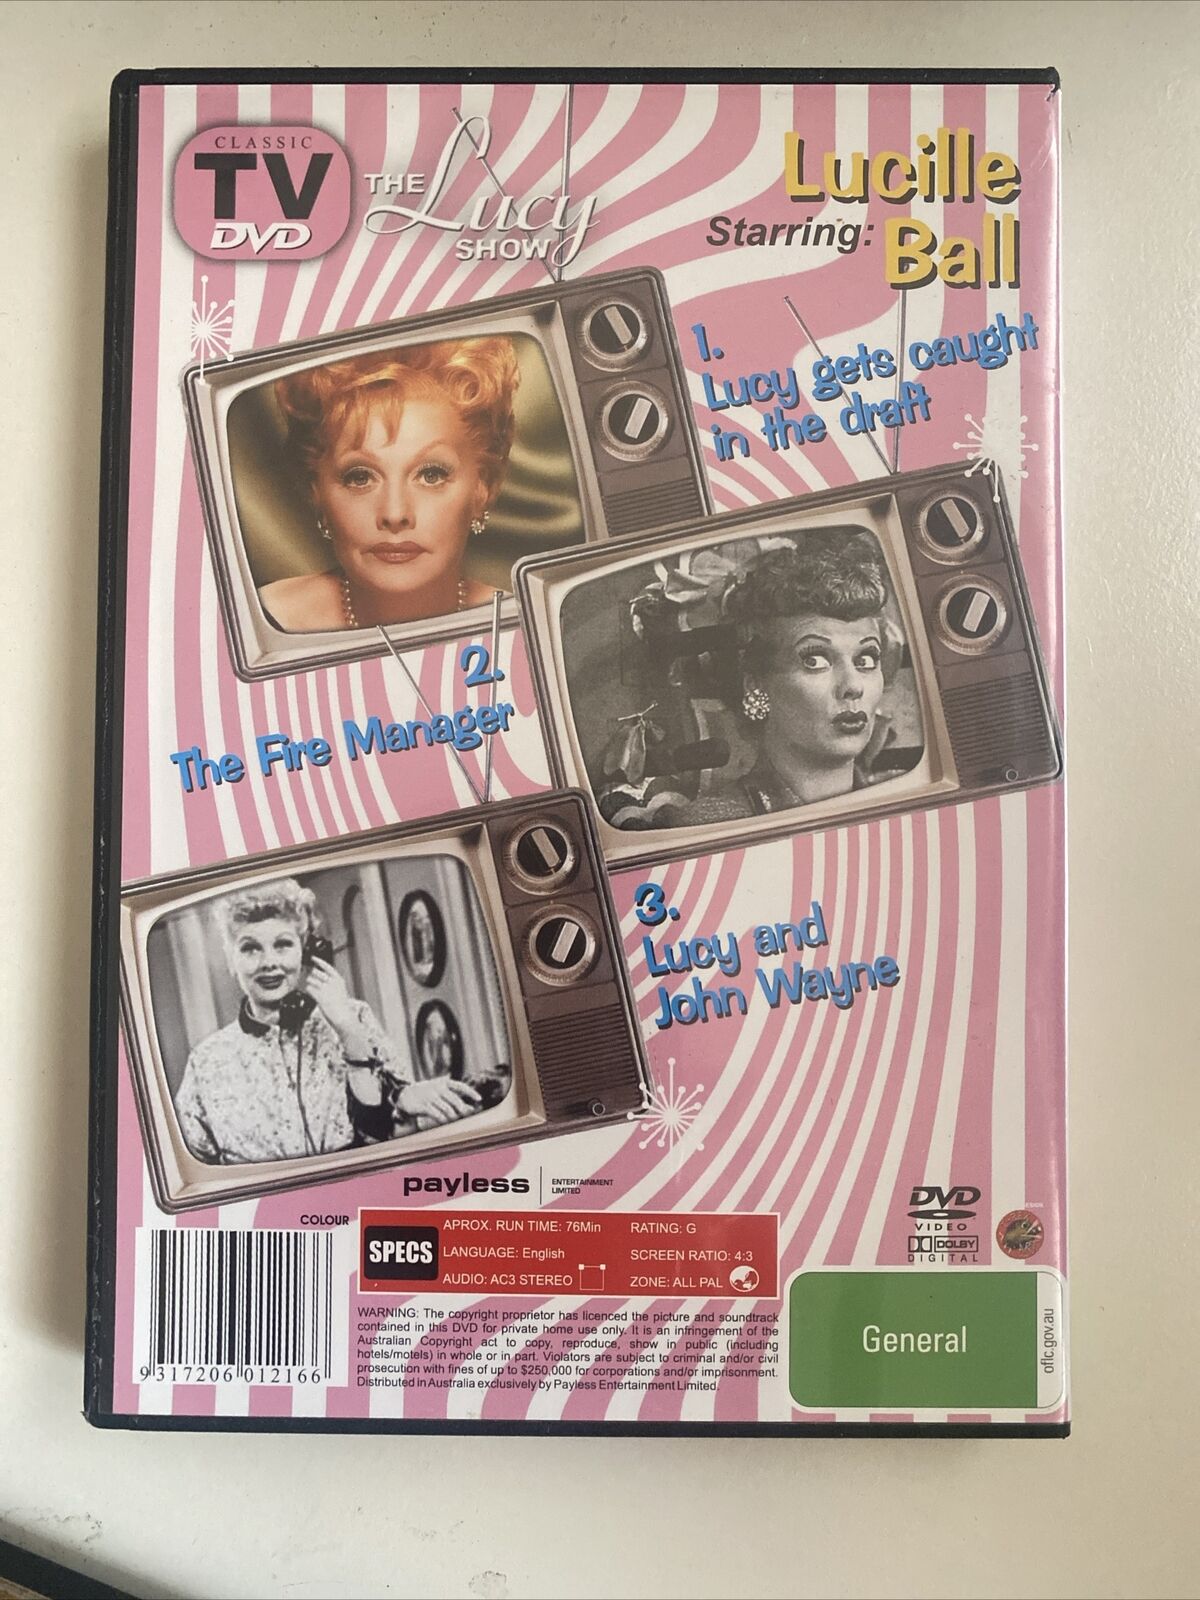 CLASSIC
TV
DVD
THE
Lucy
SHOW
Starring:
Lucille
Ball
1.
Lucy gets caught
in the draft
2.
The Fire Manager
3.
Lucy and
John Wayne
payless
ENTERTAINMENT
LIMITED
COLOUR
9 317206 012166
SPECS
APROX. RUN TIME: 76Min
LANGUAGE: English
AUDIO: AC3 STEREO
RATING: G
SCREEN RATIO: 4:3
ZONE: ALL PAL
WARNING: The copyright proprietor has licenced the picture and soundtrack
contained in this DVD for private home use only. It is an infringement of the
Australian Copyright act to copy, reproduce, show in public (including
hotels/motels) in whole or in part. Violators are subject to criminal and/or civil
prosecution with fines of up to $250,000 for corporations and/or imprisonment.
Distributed in Australia exclusively by Payless Entertainment Limited.
DVD
VIDEO
DOLBY
DIGITAL
General
oflc.gov.au